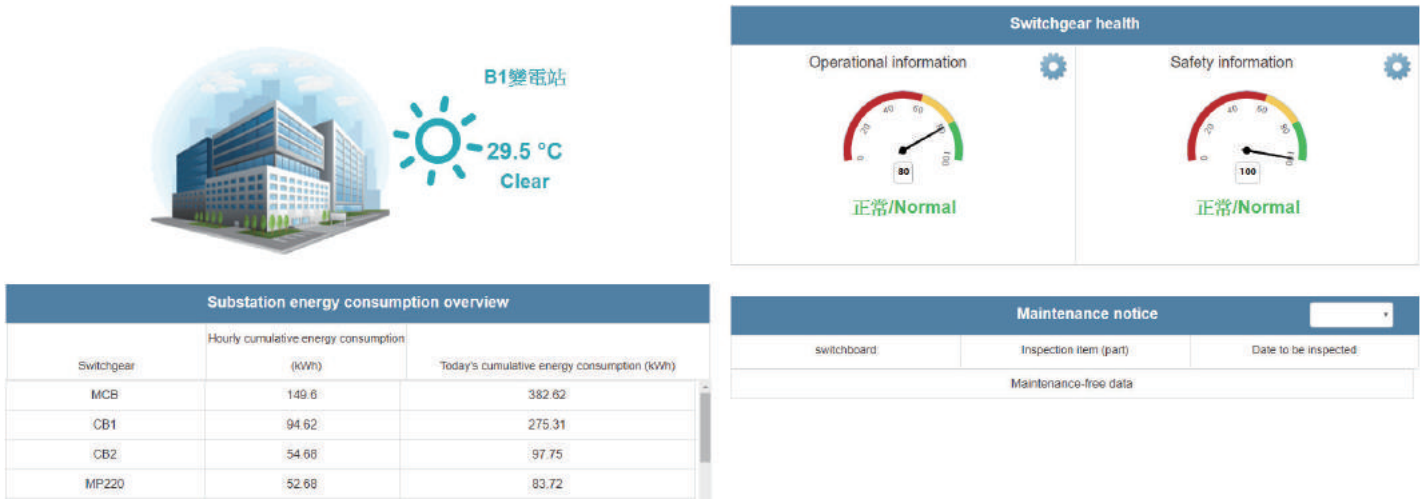 B1變電站
29.5 °C
Clear
Switchgear health
Operational information
0 20 40 60 80 100
80
正常/Normal
Safety information
0 20 40 60 80 100
100
正常/Normal
Substation energy consumption overview
Switchgear
Hourly cumulative energy consumption
(kWh)
Today's cumulative energy consumption (kWh)
MCB 149.6 382.62
CB1 94.62 275.31
CB2 54.68 97.75
MP220 52.68 83.72
Maintenance notice
switchboard Inspection item (part) Date to be inspected
Maintenance-free data